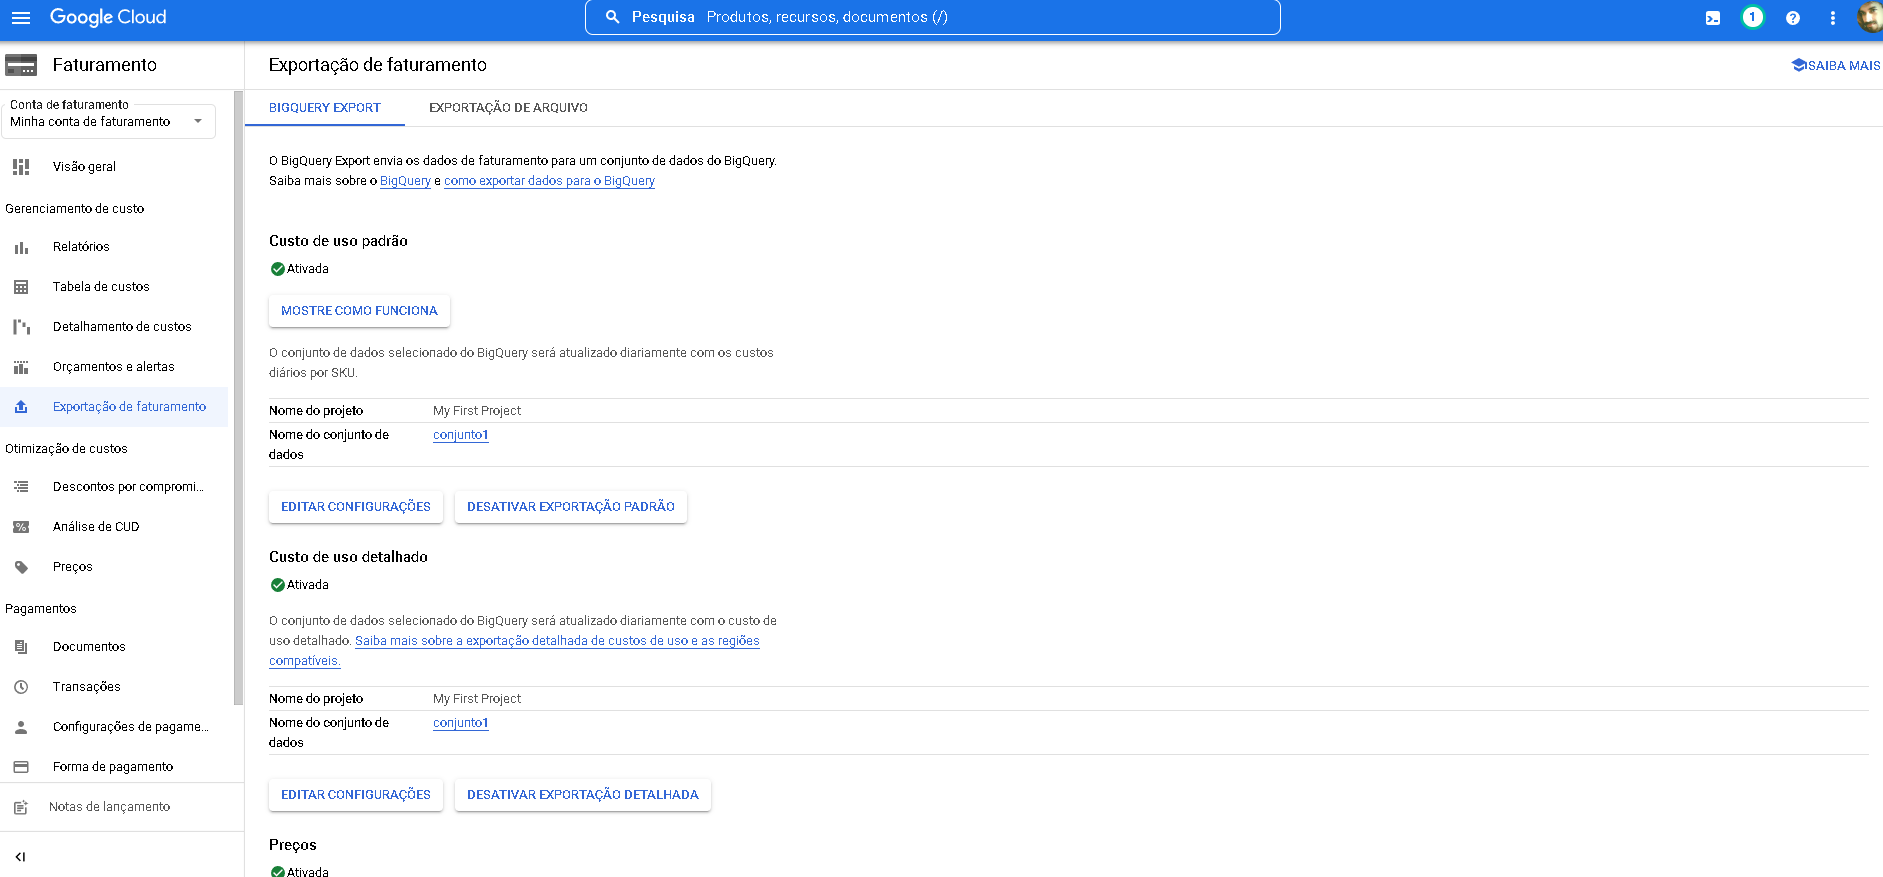 Google Cloud
Pesquisa Produtos, recursos, documentos (/)
1
Faturamento
Conta de faturamento
Minha conta de faturamento
Visão geral
Gerenciamento de custo
Relatórios
Tabela de custos
Detalhamento de custos
Orçamentos e alertas
Exportação de faturamento
Otimização de custos
Descontos por compromi...
Análise de CUD
Preços
Pagamentos
Documentos
Transações
Configurações de pagame...
Forma de pagamento
Notas de lançamento
Exportação de faturamento
SAIBA MAIS
BIGQUERY EXPORT
EXPORTAÇÃO DE ARQUIVO
O BigQuery Export envia os dados de faturamento para um conjunto de dados do BigQuery.
Saiba mais sobre o BigQuery e como exportar dados para o BigQuery
Custo de uso padrão
Ativada
MOSTRE COMO FUNCIONA
O conjunto de dados selecionado do BigQuery será atualizado diariamente com os custos
diários por SKU.
Nome do projeto My First Project
Nome do conjunto de conjunto1
dados
EDITAR CONFIGURAÇÕES DESATIVAR EXPORTAÇÃO PADRÃO
Custo de uso detalhado
Ativada
O conjunto de dados selecionado do BigQuery será atualizado diariamente com o custo de
uso detalhado. Saiba mais sobre a exportação detalhada de custos de uso e as regiões
compatíveis.
Nome do projeto My First Project
Nome do conjunto de conjunto1
dados
EDITAR CONFIGURAÇÕES DESATIVAR EXPORTAÇÃO DETALHADA
Preços
Ativada